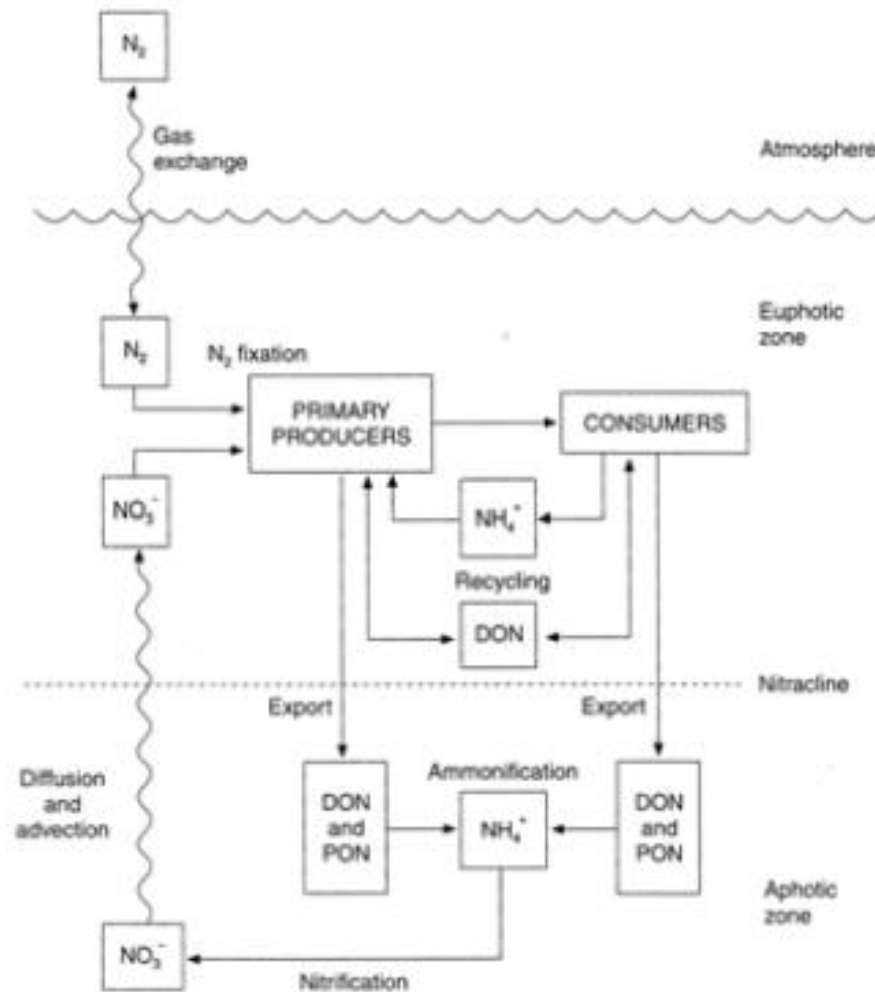 N₂
Gas
exchange
Atmosphere
N₂
Euphotic
zone
N₂ fixation
PRIMARY
PRODUCERS
CONSUMERS
NO₃⁻
NH₄⁺
Recycling
DON
Nitracline
Export
Export
Diffusion
and
advection
Ammonification
DON
and
PON
NH₄⁺
DON
and
PON
Aphotic
zone
NO₃⁻
Nitrification